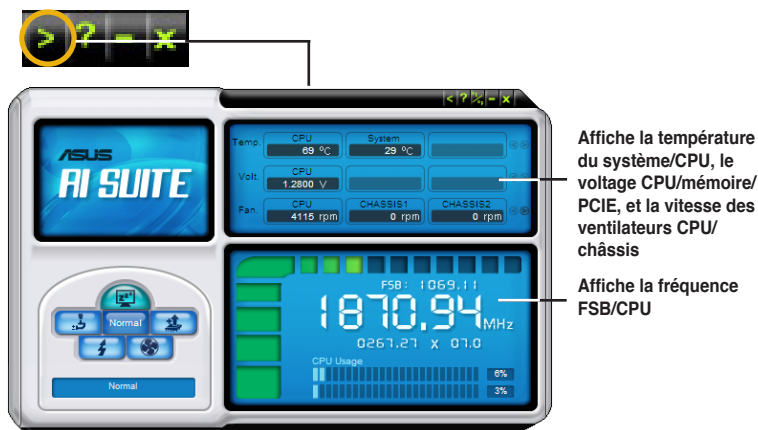 > ? - x
< ? °C/°F - x
ASUS
AI SUITE
Temp. CPU System
69 °C 29 °C
Volt. CPU
1.2800 V
Fan. CPU CHASSIS1 CHASSIS2
4115 rpm 0 rpm 0 rpm
Affiche la température
du système/CPU, le
voltage CPU/mémoire/
PCIE, et la vitesse des
ventilateurs CPU/
châssis
Normal
Normal
FSB: 1069.11
1870.94 MHz
0267.27 x 07.0
CPU Usage
6%
3%
Affiche la fréquence
FSB/CPU